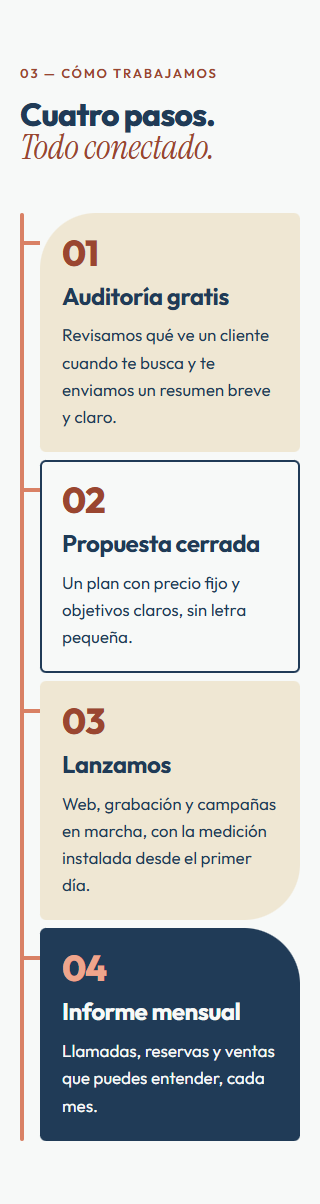 03 — CÓMO TRABAJAMOS
Cuatro pasos.
Todo conectado.
01
Auditoría gratis
Revisamos qué ve un cliente
cuando te busca y te
enviamos un resumen breve
y claro.
02
Propuesta cerrada
Un plan con precio fijo y
objetivos claros, sin letra
pequeña.
03
Lanzamos
Web, grabación y campañas
en marcha, con la medición
instalada desde el primer
día.
04
Informe mensual
Llamadas, reservas y ventas
que puedes entender, cada
mes.